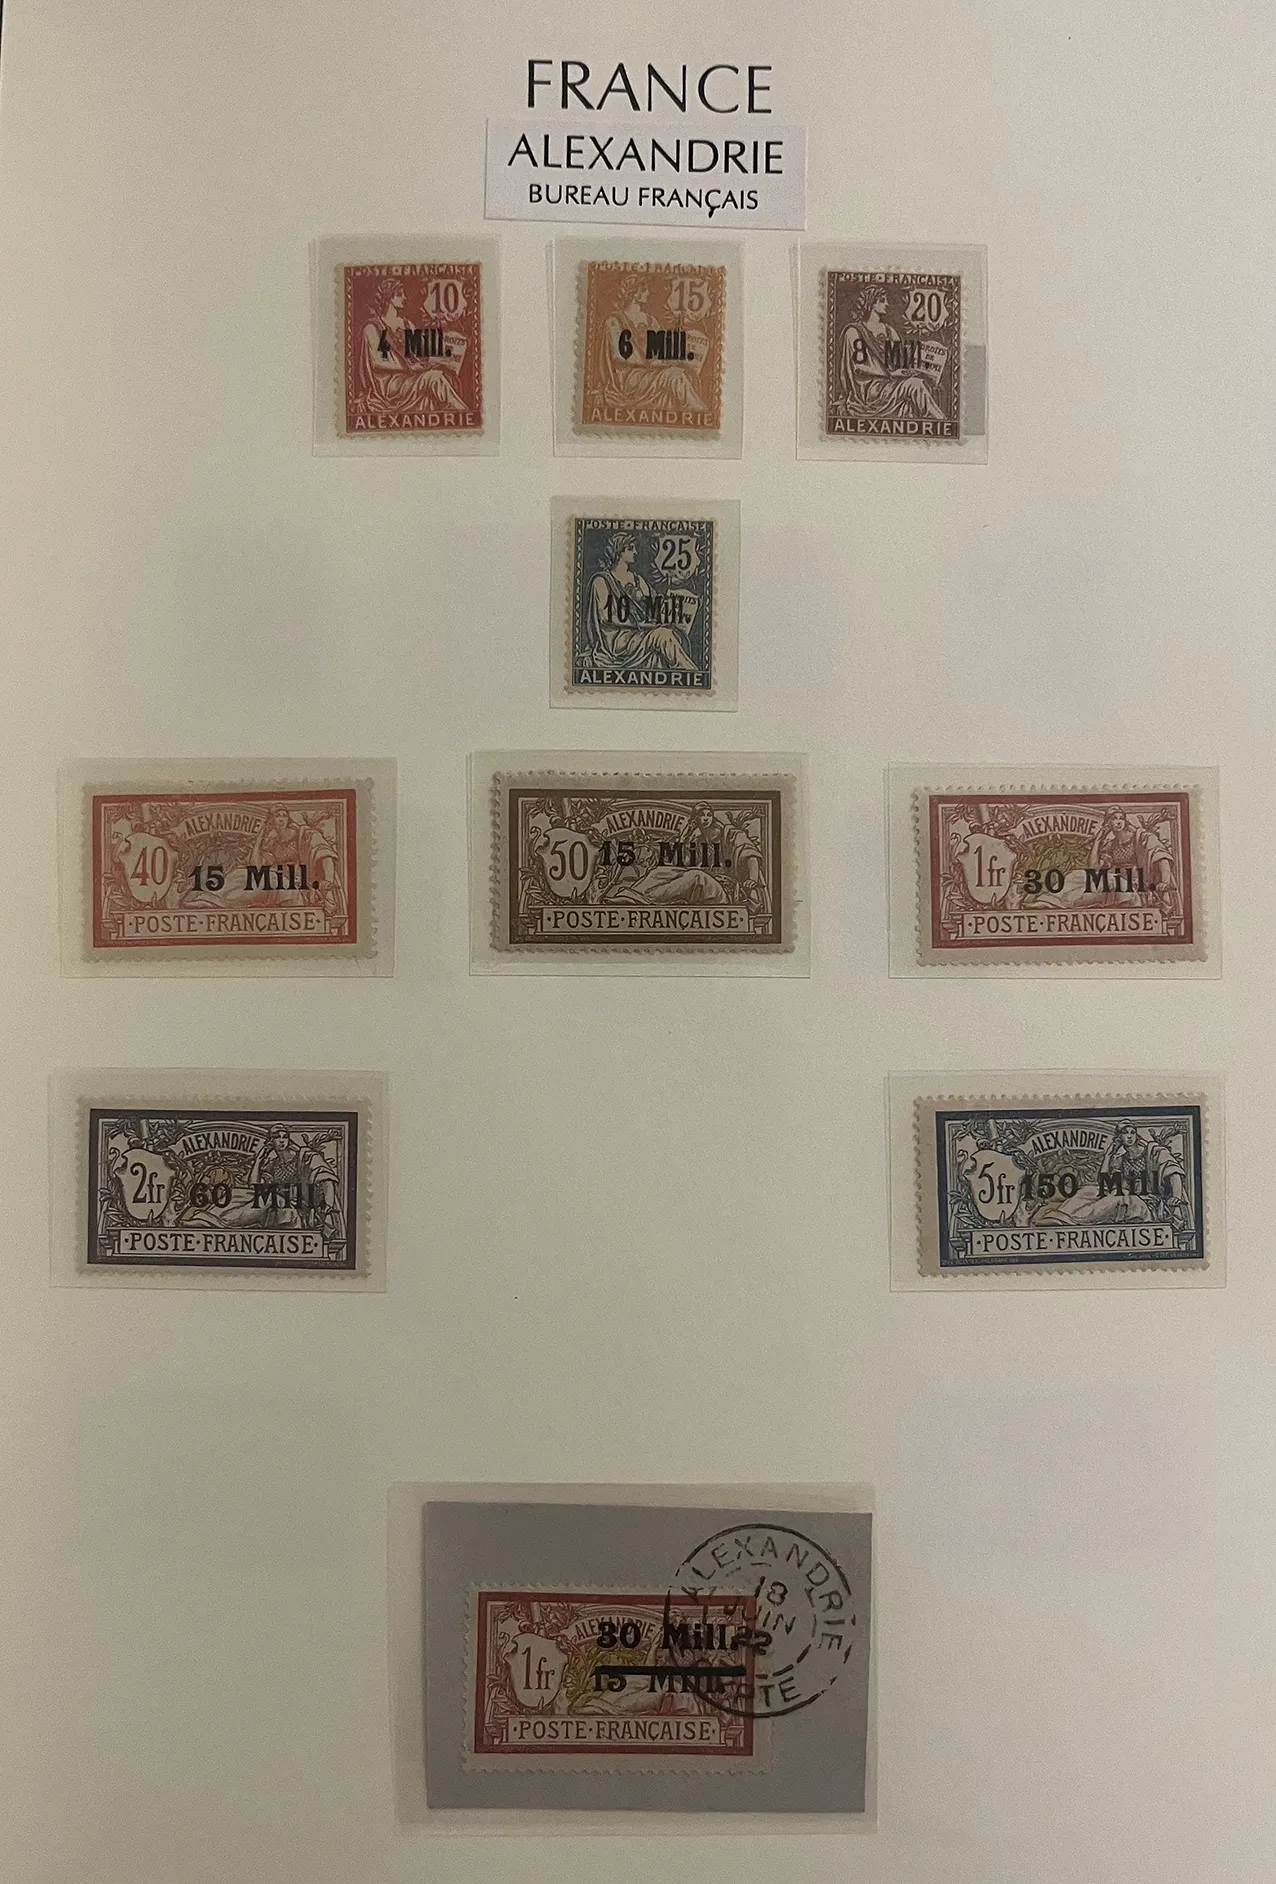 FRANCE
ALEXANDRIE
BUREAU FRANÇAIS
POSTE·FRANÇAISE
10
4 Mill.
ALEXANDRIE
POSTE·FRANÇAISE
15
6 Mill.
ALEXANDRIE
POSTE·FRANÇAISE
20
8 Mill.
DROITS
DE
ALEXANDRIE
POSTE·FRANÇAISE
25
10 Mill.
ALEXANDRIE
ALEXANDRIE
40
15 Mill.
·POSTE·FRANÇAISE·
ALEXANDRIE
50
15 Mill.
·POSTE·FRANÇAISE·
ALEXANDRIE
1fr
30 Mill.
·POSTE·FRANÇAISE·
ALEXANDRIE
2fr
60 Mill.
·POSTE·FRANÇAISE·
ALEXANDRIE
5fr
150 Mill.
·POSTE·FRANÇAISE·
ALEXANDRIE
18
JUIN
22
ALEXANDRIE
30 Mill.
1fr
15 Mill.
·POSTE·FRANÇAISE·